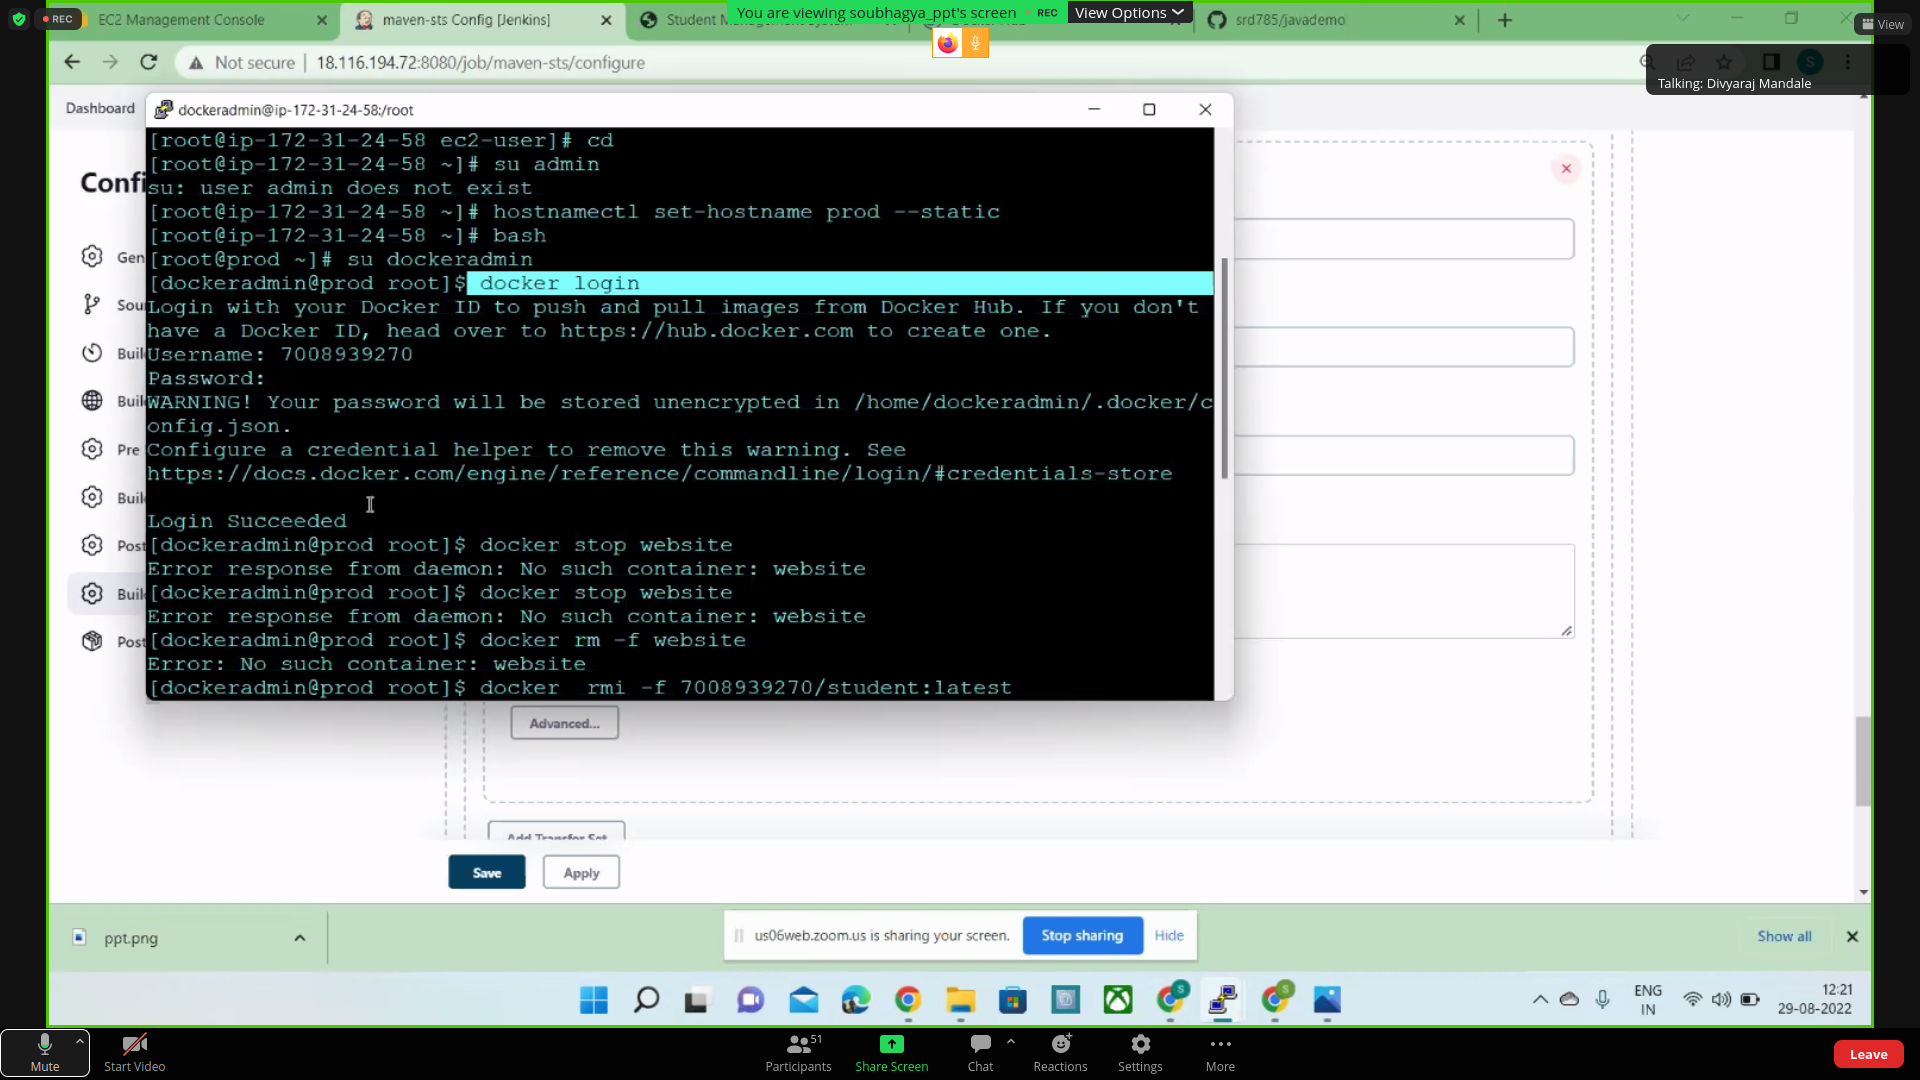 REC
You are viewing soubhagya_ppt's screen
REC
View Options
View
EC2 Management Console
maven-sts Config [Jenkins]
srd785/javademo
Not secure
18.116.194.72:8080/job/maven-sts/configure
Talking: Divyaraj Mandale
Dashboard
dockeradmin@ip-172-31-24-58:/root
[root@ip-172-31-24-58 ec2-user]# cd
[root@ip-172-31-24-58 ~]# su admin
su: user admin does not exist
[root@ip-172-31-24-58 ~]# hostnamectl set-hostname prod --static
[root@ip-172-31-24-58 ~]# bash
[root@prod ~]# su dockeradmin
[dockeradmin@prod root]$ docker login
Login with your Docker ID to push and pull images from Docker Hub. If you don't
have a Docker ID, head over to https://hub.docker.com to create one.
Username: 7008939270
Password:
WARNING! Your password will be stored unencrypted in /home/dockeradmin/.docker/c
onfig.json.
Configure a credential helper to remove this warning. See
https://docs.docker.com/engine/reference/commandline/login/#credentials-store
Login Succeeded
[dockeradmin@prod root]$ docker stop website
Error response from daemon: No such container: website
[dockeradmin@prod root]$ docker stop website
Error response from daemon: No such container: website
[dockeradmin@prod root]$ docker rm -f website
Error: No such container: website
[dockeradmin@prod root]$ docker  rmi -f 7008939270/student:latest
Confi
Gen
Sou
Buil
Buil
Pre
Buil
Post
Buil
Post
Advanced...
Add Transfer Set
Save
Apply
ppt.png
us06web.zoom.us is sharing your screen.
Stop sharing
Hide
Show all
ENG
IN
12:21
29-08-2022
Mute
Start Video
51
Participants
Share Screen
Chat
Reactions
Settings
More
Leave